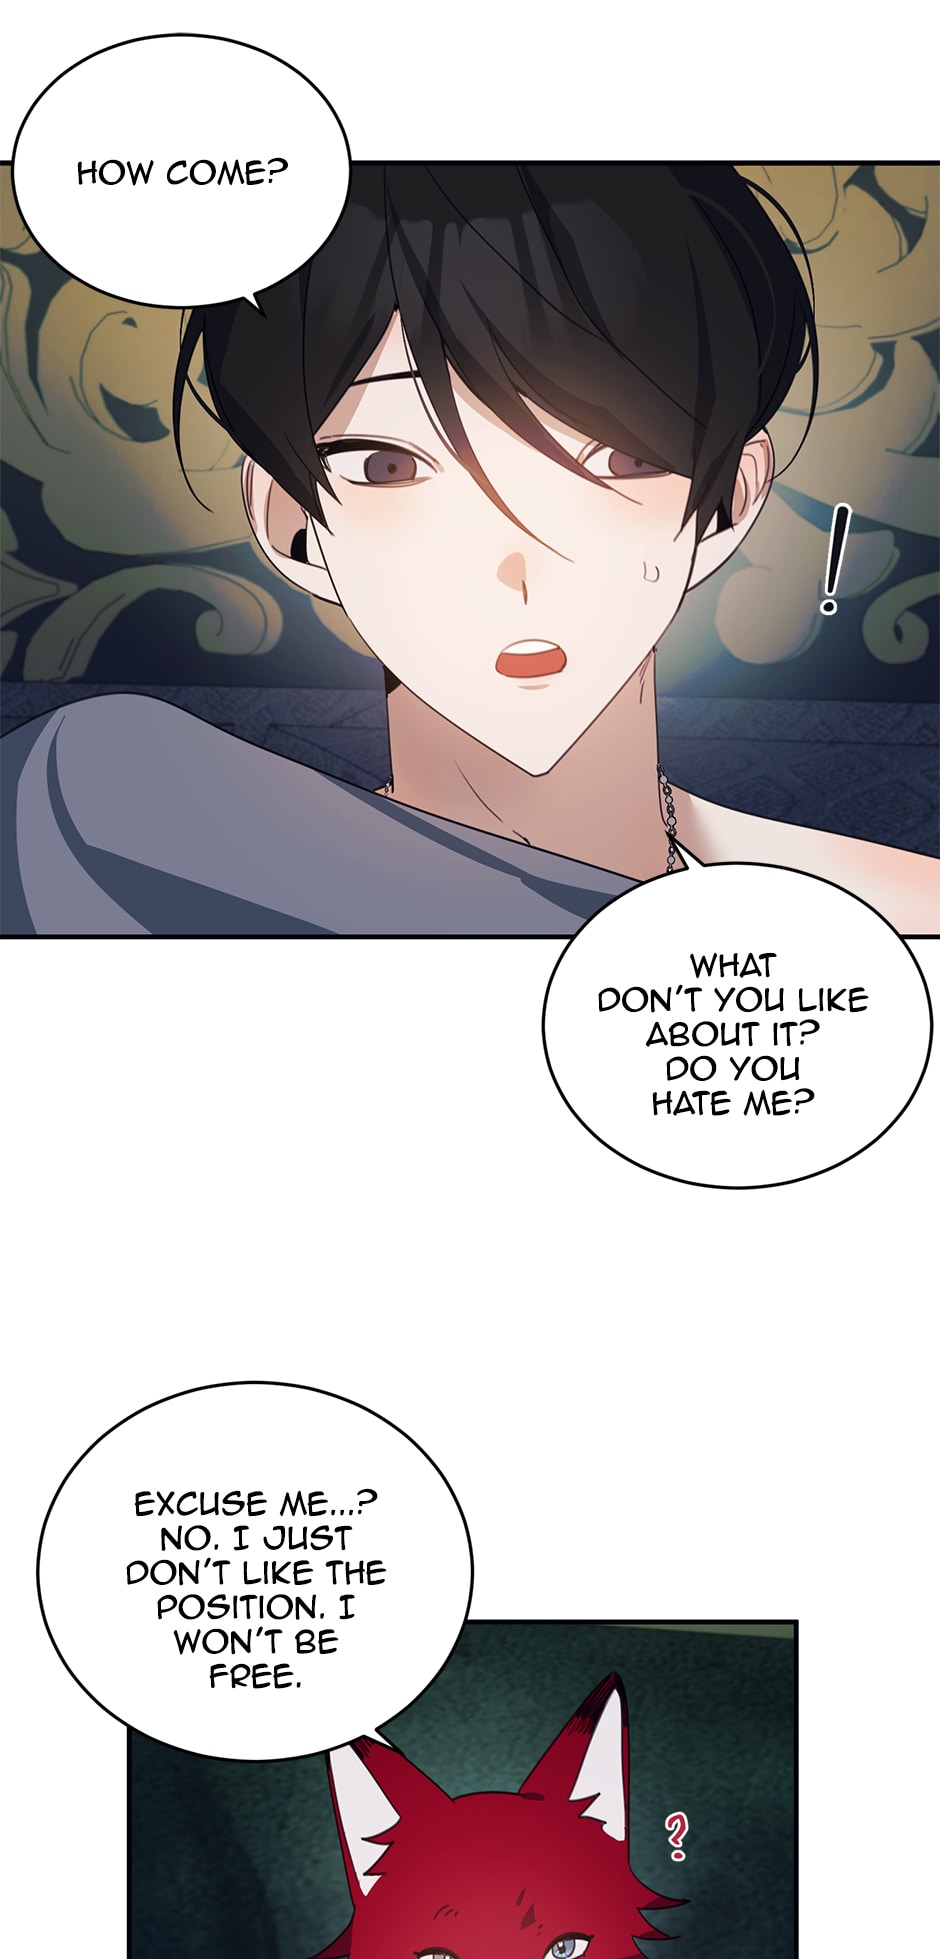 HOW COME?
!
WHAT
DON'T YOU LIKE
ABOUT IT?
DO YOU
HATE ME?
EXCUSE ME...?
NO. I JUST
DON'T LIKE THE
POSITION. I
WON'T BE
FREE.
?